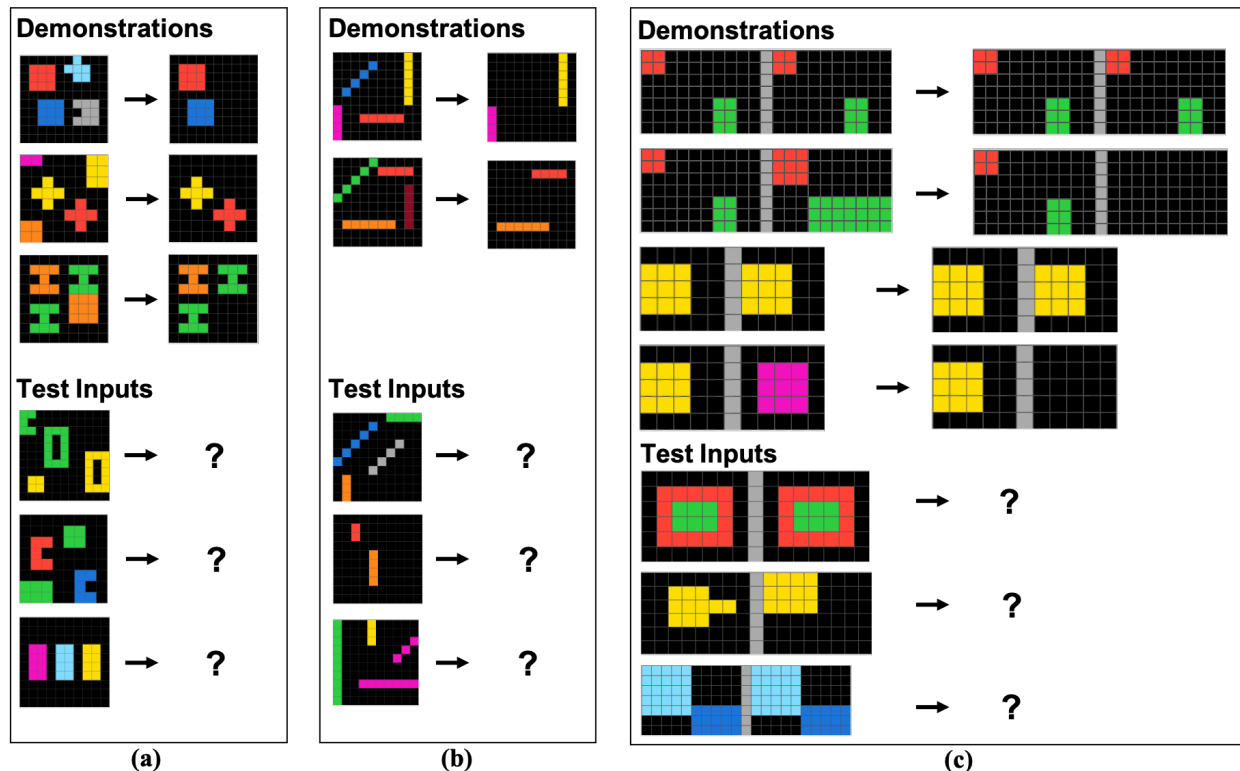 Demonstrations
Test Inputs
?
?
?
(a)
Demonstrations
Test Inputs
?
?
?
(b)
Demonstrations
Test Inputs
?
?
?
(c)